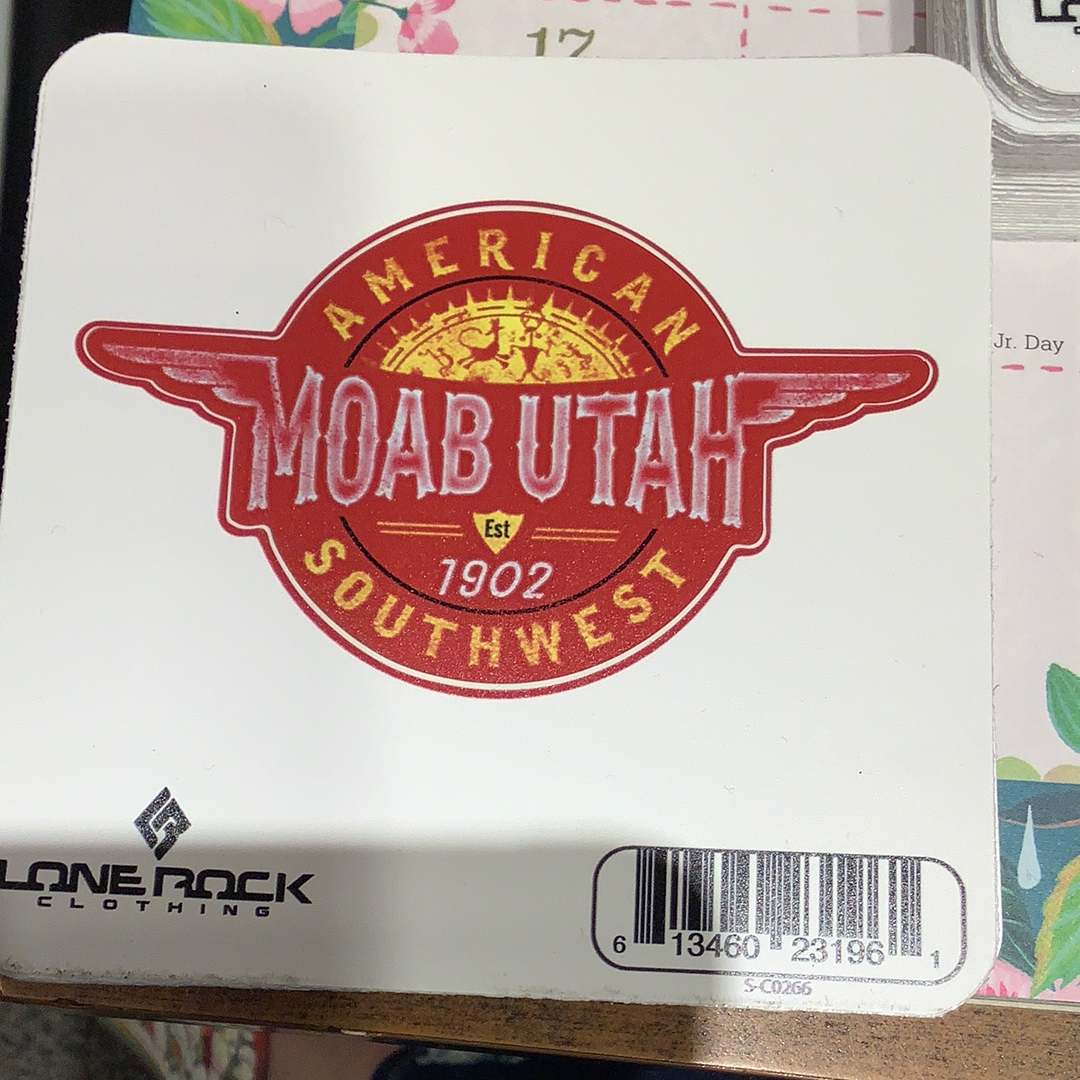 17
Jr. Day
AMERICAN
MOAB UTAH
Est
1902
SOUTHWEST
LONE ROCK
CLOTHING
6 13460 23196 1
S-C0266